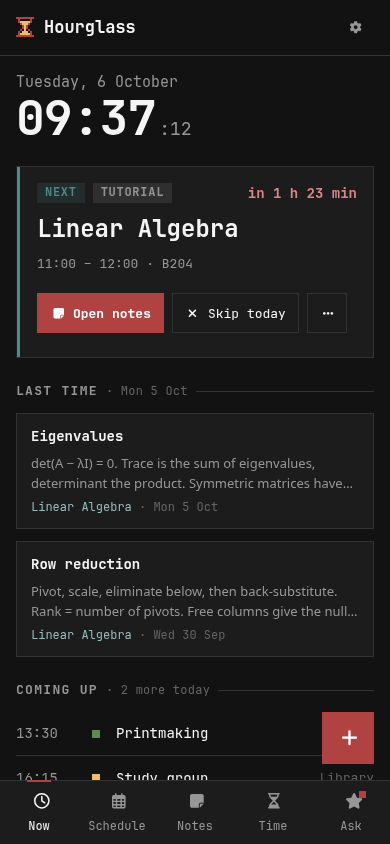 Hourglass
Tuesday, 6 October
09:37 :12
NEXT TUTORIAL in 1 h 23 min
Linear Algebra
11:00 – 12:00 · B204
Open notes Skip today
LAST TIME · Mon 5 Oct
Eigenvalues
det(A − λI) = 0. Trace is the sum of eigenvalues,
determinant the product. Symmetric matrices have…
Linear Algebra · Mon 5 Oct
Row reduction
Pivot, scale, eliminate below, then back-substitute.
Rank = number of pivots. Free columns give the null…
Linear Algebra · Wed 30 Sep
COMING UP · 2 more today
13:30 Printmaking
16:15 Study group Library
Now Schedule Notes Time Ask